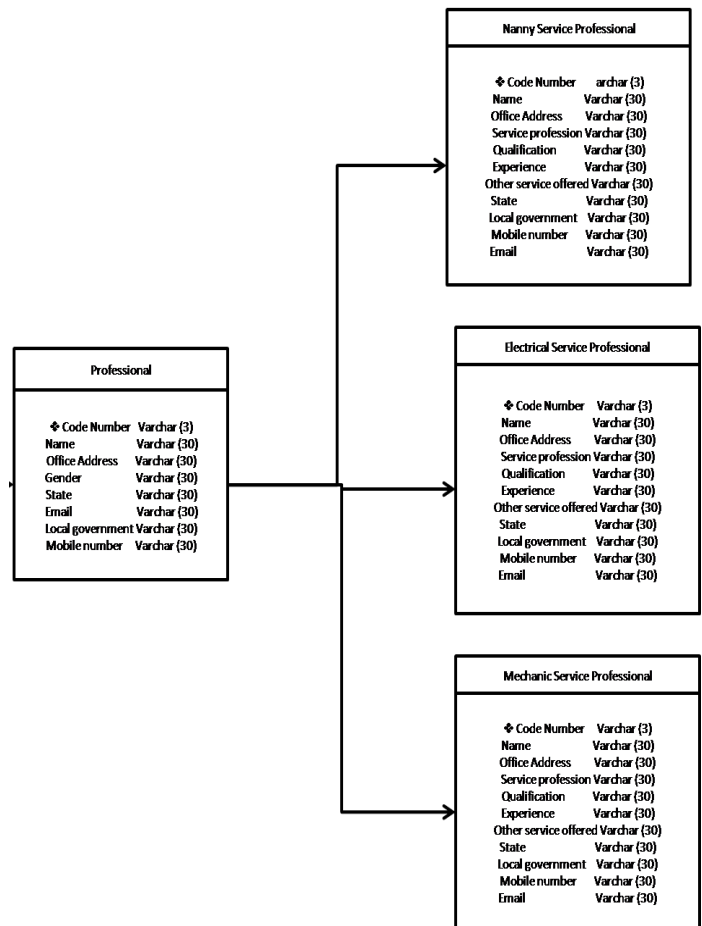 Nanny Service Professional
❖ Code Number archar (3)
Name Varchar (30)
Office Address Varchar (30)
Service profession Varchar (30)
Qualification Varchar (30)
Experience Varchar (30)
Other service offered Varchar (30)
State Varchar (30)
Local government Varchar (30)
Mobile number Varchar (30)
Email Varchar (30)
Professional
❖ Code Number Varchar (3)
Name Varchar (30)
Office Address Varchar (30)
Gender Varchar (30)
State Varchar (30)
Email Varchar (30)
Local government Varchar (30)
Mobile number Varchar (30)
Electrical Service Professional
❖ Code Number Varchar (3)
Name Varchar (30)
Office Address Varchar (30)
Service profession Varchar (30)
Qualification Varchar (30)
Experience Varchar (30)
Other service offered Varchar (30)
State Varchar (30)
Local government Varchar (30)
Mobile number Varchar (30)
Email Varchar (30)
Mechanic Service Professional
❖ Code Number Varchar (3)
Name Varchar (30)
Office Address Varchar (30)
Service profession Varchar (30)
Qualification Varchar (30)
Experience Varchar (30)
Other service offered Varchar (30)
State Varchar (30)
Local government Varchar (30)
Mobile number Varchar (30)
Email Varchar (30)